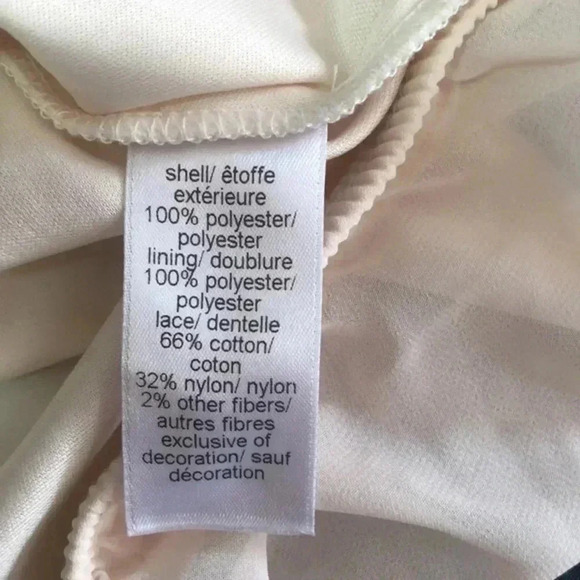 shell/ êtoffe
extérieure
100% polyester/
polyester
lining/ doublure
100% polyester/
polyester
lace/ dentelle
66% cotton/
coton
32% nylon/ nylon
2% other fibers/
autres fibres
exclusive of
decoration/ sauf
décoration